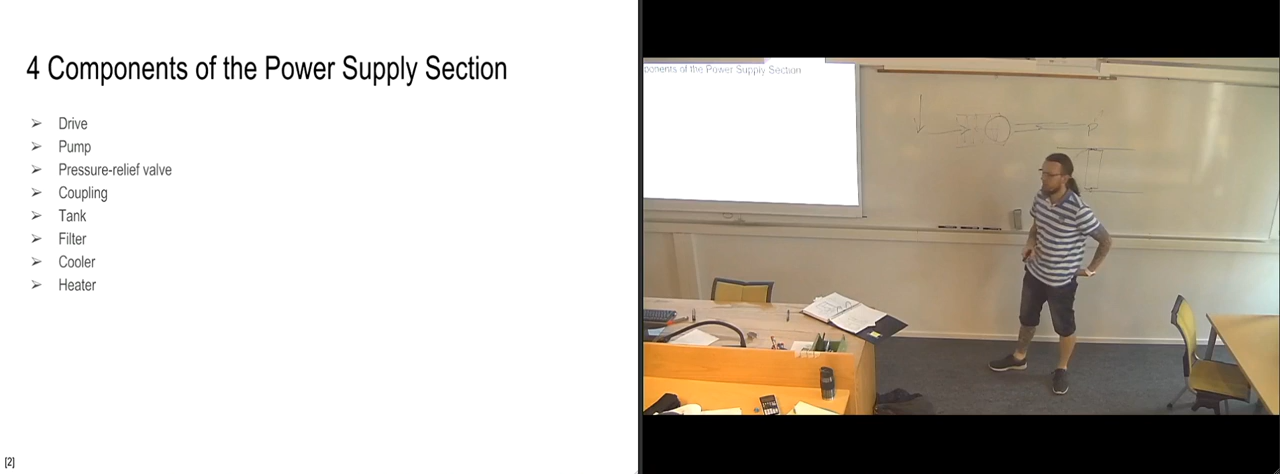 4 Components of the Power Supply Section
➢ Drive
➢ Pump
➢ Pressure-relief valve
➢ Coupling
➢ Tank
➢ Filter
➢ Cooler
➢ Heater
[2]
ponents of the Power Supply Section